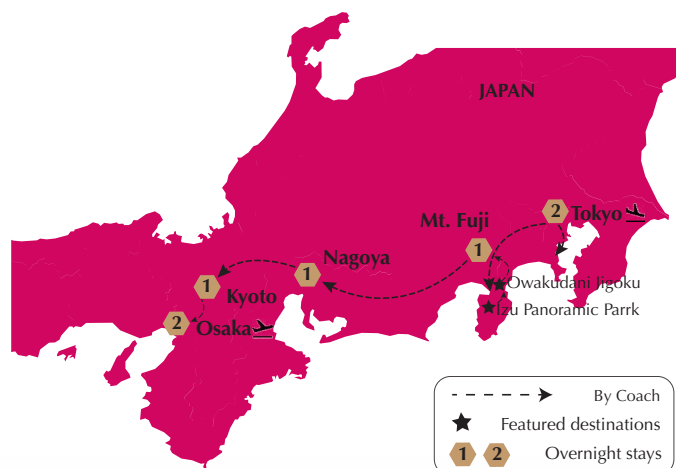 JAPAN
2 Tokyo
Mt. Fuji
1
Nagoya
1
1
Kyoto
2 Osaka
Owakudani Jigoku
Izu Panoramic Parrk
By Coach
Featured destinations
1 2 Overnight stays